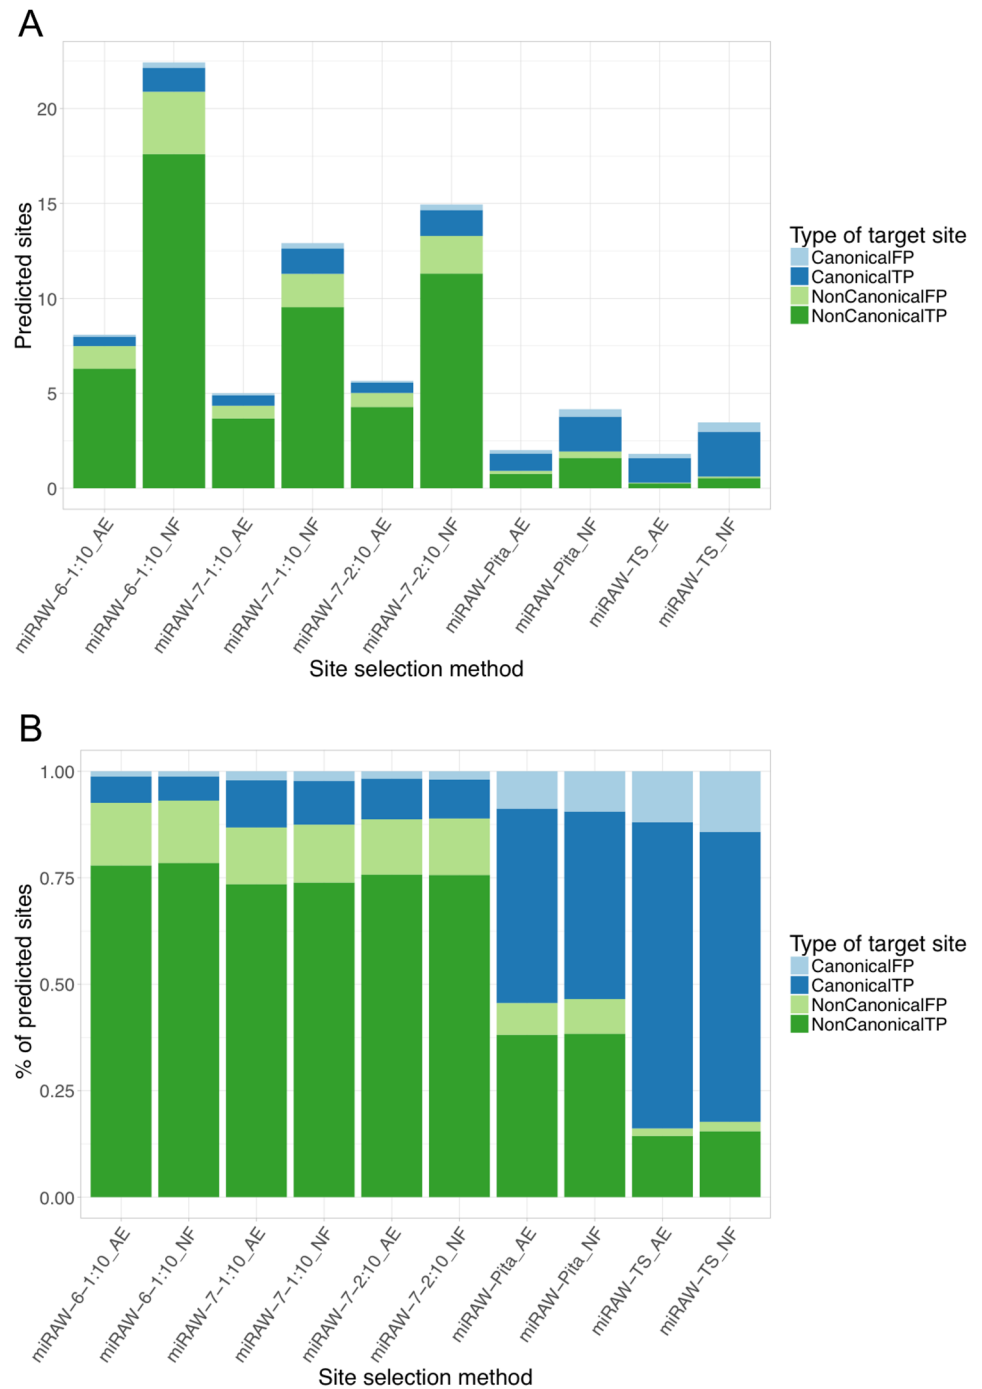 A
Predicted sites
20
15
10
5
0
miRAW-6-1:10_AE
miRAW-6-1:10_NF
miRAW-7-1:10_AE
miRAW-7-1:10_NF
miRAW-7-2:10_AE
miRAW-7-2:10_NF
miRAW-Pita_AE
miRAW-Pita_NF
miRAW-TS_AE
miRAW-TS_NF
Site selection method
Type of target site
CanonicalFP
CanonicalTP
NonCanonicalFP
NonCanonicalTP
B
% of predicted sites
1.00
0.75
0.50
0.25
0.00
miRAW-6-1:10_AE
miRAW-6-1:10_NF
miRAW-7-1:10_AE
miRAW-7-1:10_NF
miRAW-7-2:10_AE
miRAW-7-2:10_NF
miRAW-Pita_AE
miRAW-Pita_NF
miRAW-TS_AE
miRAW-TS_NF
Site selection method
Type of target site
CanonicalFP
CanonicalTP
NonCanonicalFP
NonCanonicalTP